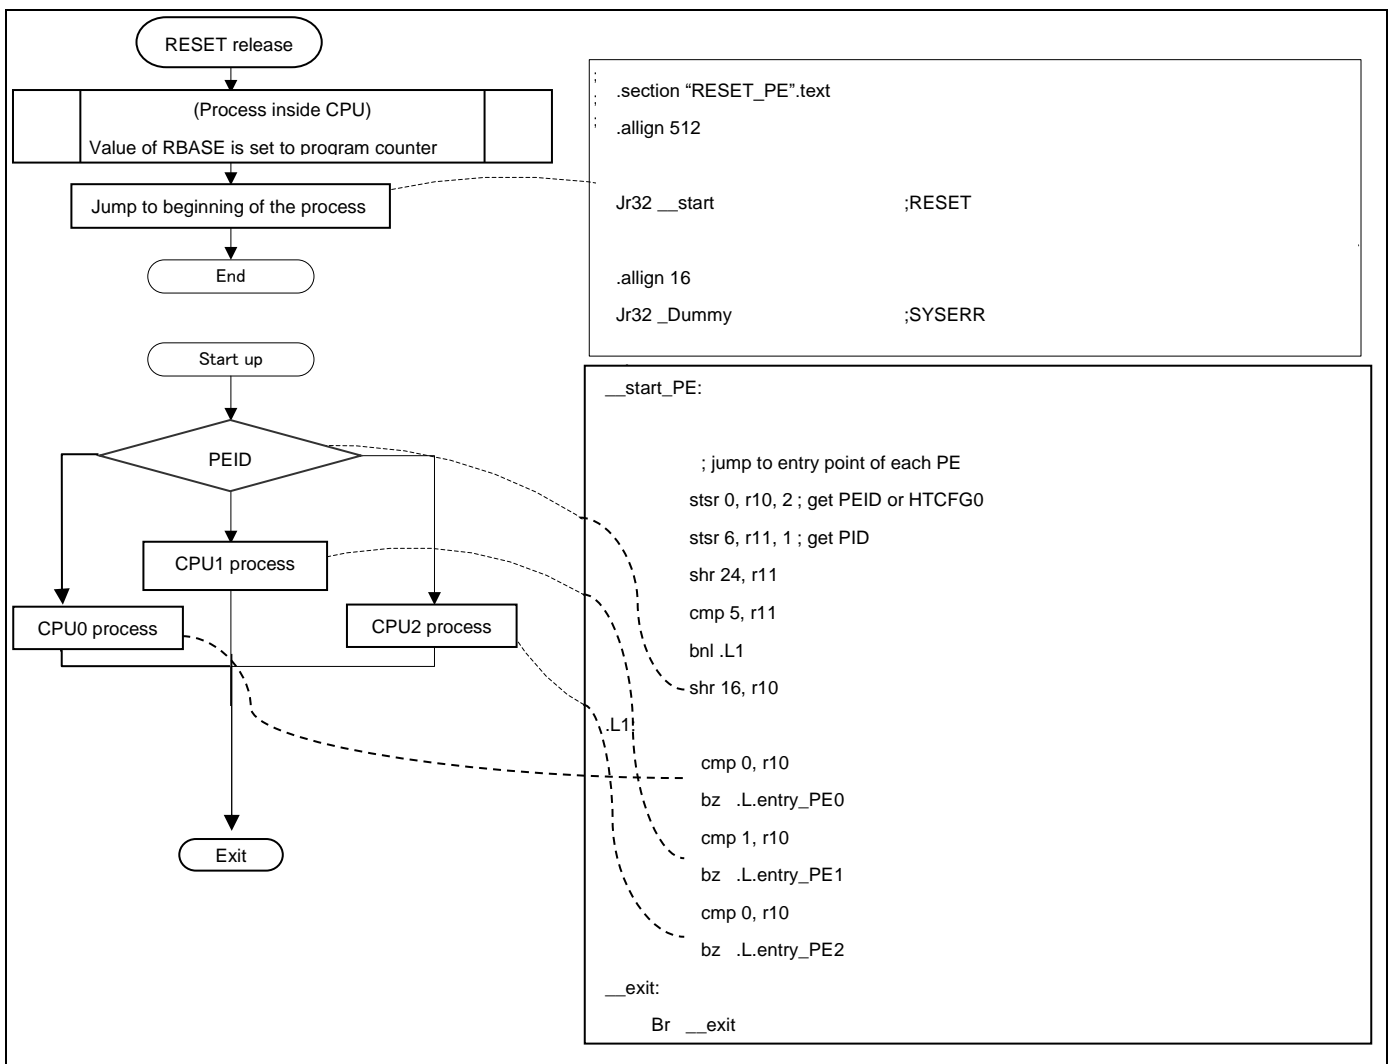 RESET release
(Process inside CPU)
Value of RBASE is set to program counter
Jump to beginning of the process
End
Start up
PEID
CPU1 process
CPU0 process
CPU2 process
Exit
.section “RESET_PE”.text
.allign 512
Jr32 __start ;RESET
.allign 16
Jr32 _Dummy ;SYSERR
__start_PE:
; jump to entry point of each PE
stsr 0, r10, 2 ; get PEID or HTCFG0
stsr 6, r11, 1 ; get PID
shr 24, r11
cmp 5, r11
bnl .L1
shr 16, r10
.L1:
cmp 0, r10
bz .L.entry_PE0
cmp 1, r10
bz .L.entry_PE1
cmp 0, r10
bz .L.entry_PE2
__exit:
Br __exit